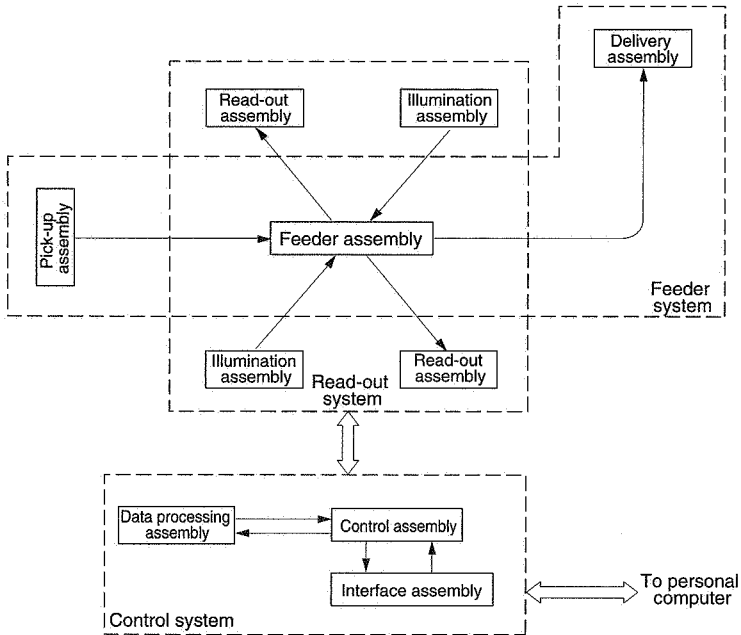 Delivery
assembly
Read-out
assembly
Illumination
assembly
Pick-up
assembly
Feeder assembly
Feeder
system
Illumination
assembly
Read-out
assembly
Read-out
system
Data processing
assembly
Control assembly
Interface assembly
To personal
computer
Control system